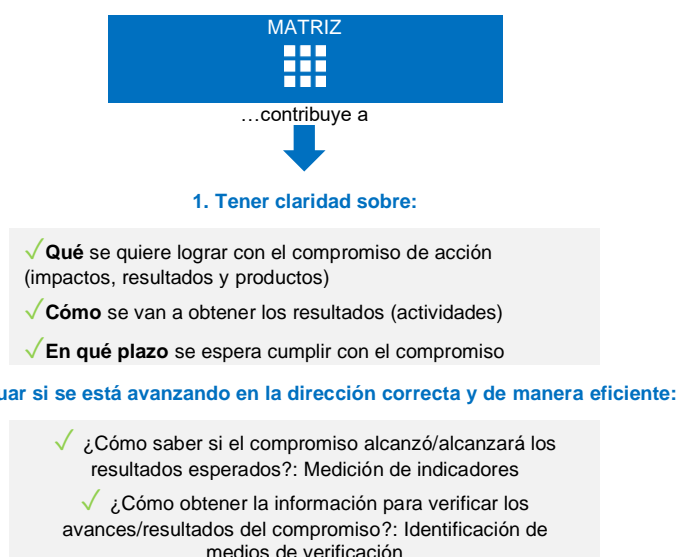 MATRIZ
…contribuye a
1. Tener claridad sobre:
✓Qué se quiere lograr con el compromiso de acción
(impactos, resultados y productos)
✓Cómo se van a obtener los resultados (actividades)
✓En qué plazo se espera cumplir con el compromiso
uar si se está avanzando en la dirección correcta y de manera eficiente:
✓ ¿Cómo saber si el compromiso alcanzó/alcanzará los
resultados esperados?: Medición de indicadores
✓ ¿Cómo obtener la información para verificar los
avances/resultados del compromiso?: Identificación de
medios de verificación